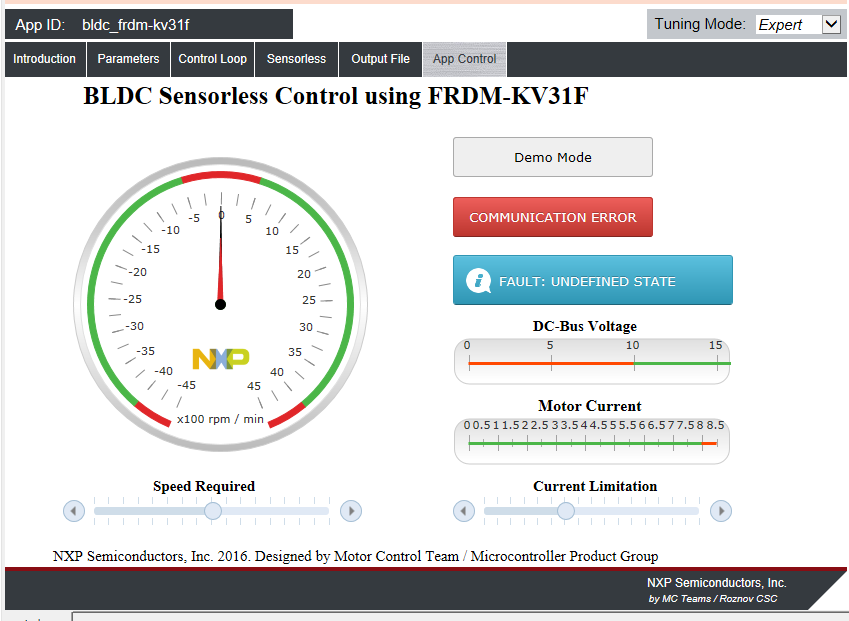 App ID: bldc_frdm-kv31f
Tuning Mode: Expert
Introduction Parameters Control Loop Sensorless Output File App Control
BLDC Sensorless Control using FRDM-KV31F
Demo Mode
COMMUNICATION ERROR
FAULT: UNDEFINED STATE
-45
-40
-35
-30
-25
-20
-15
-10
-5
0
5
10
15
20
25
30
35
40
45
NXP
x100 rpm / min
DC-Bus Voltage
0 5 10 15
Motor Current
0 0.5 1 1.5 2 2.5 3 3.5 4 4.5 5 5.5 6 6.5 7 7.5 8 8.5
Speed Required
Current Limitation
NXP Semiconductors, Inc. 2016. Designed by Motor Control Team / Microcontroller Product Group
NXP Semiconductors, Inc.
by MC Teams / Roznov CSC